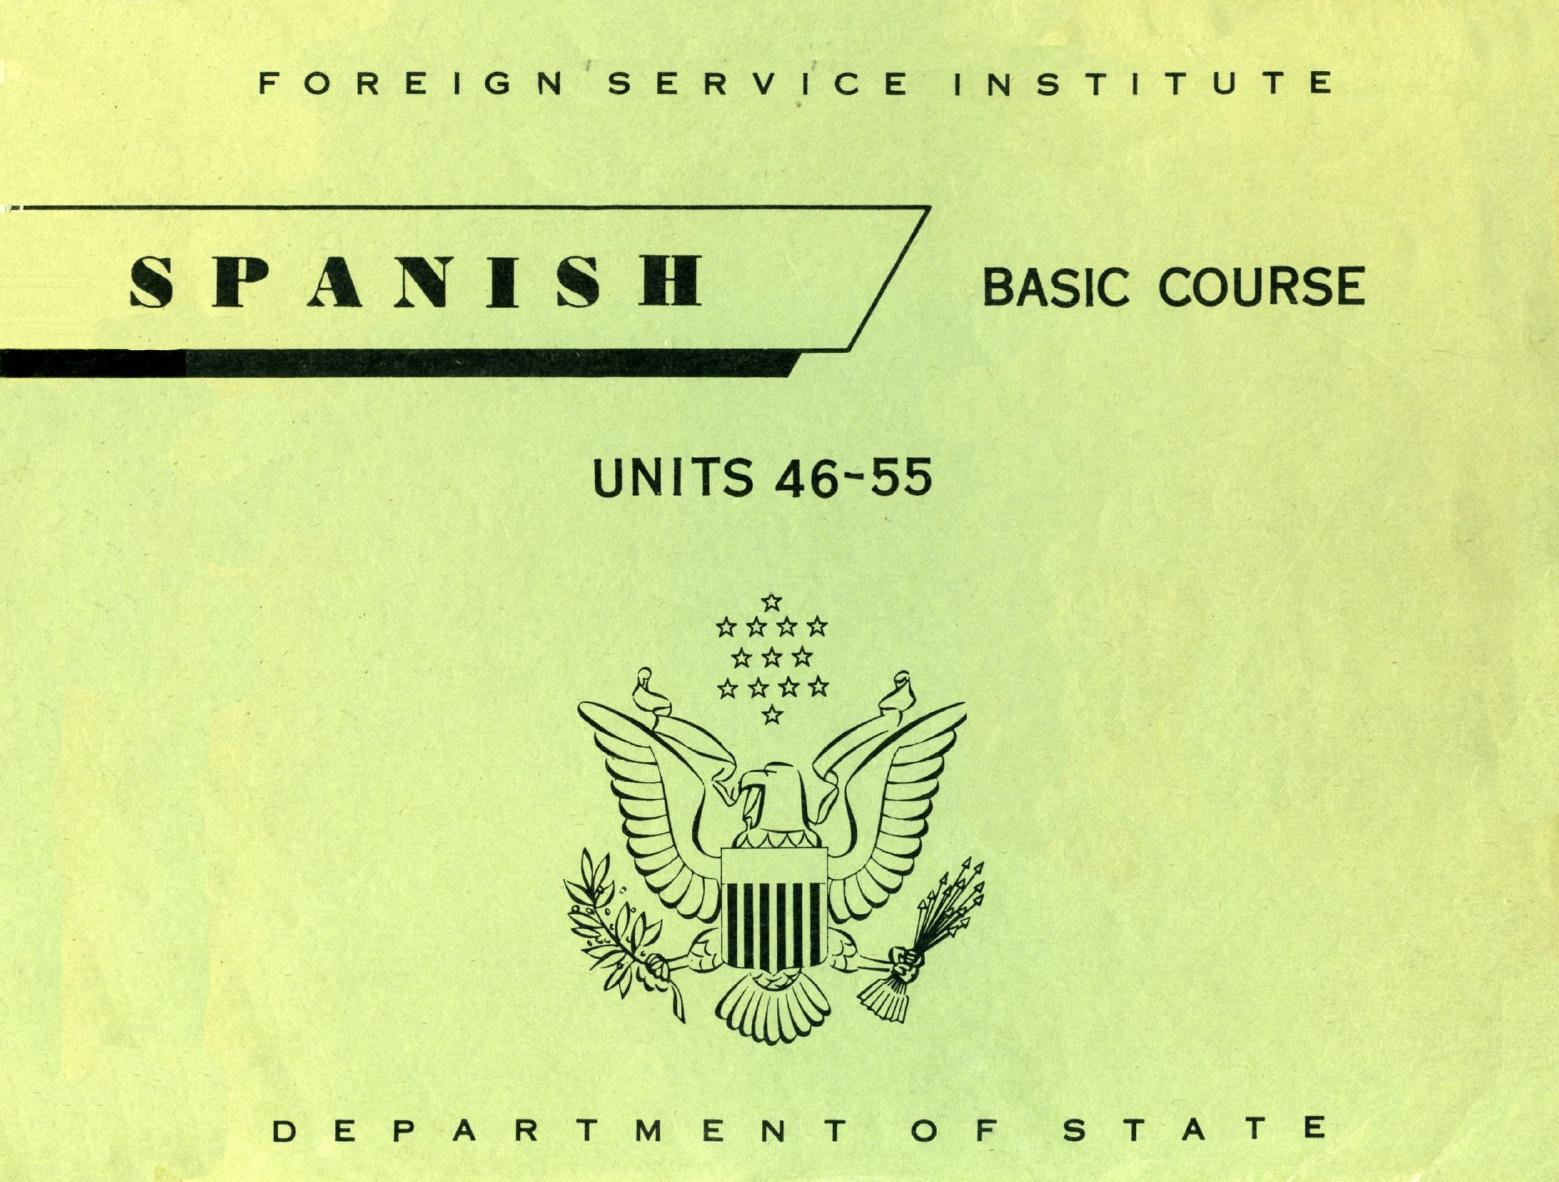 FOREIGN SERVICE INSTITUTE
SPANISH BASIC COURSE
UNITS 46-55
DEPARTMENT OF STATE